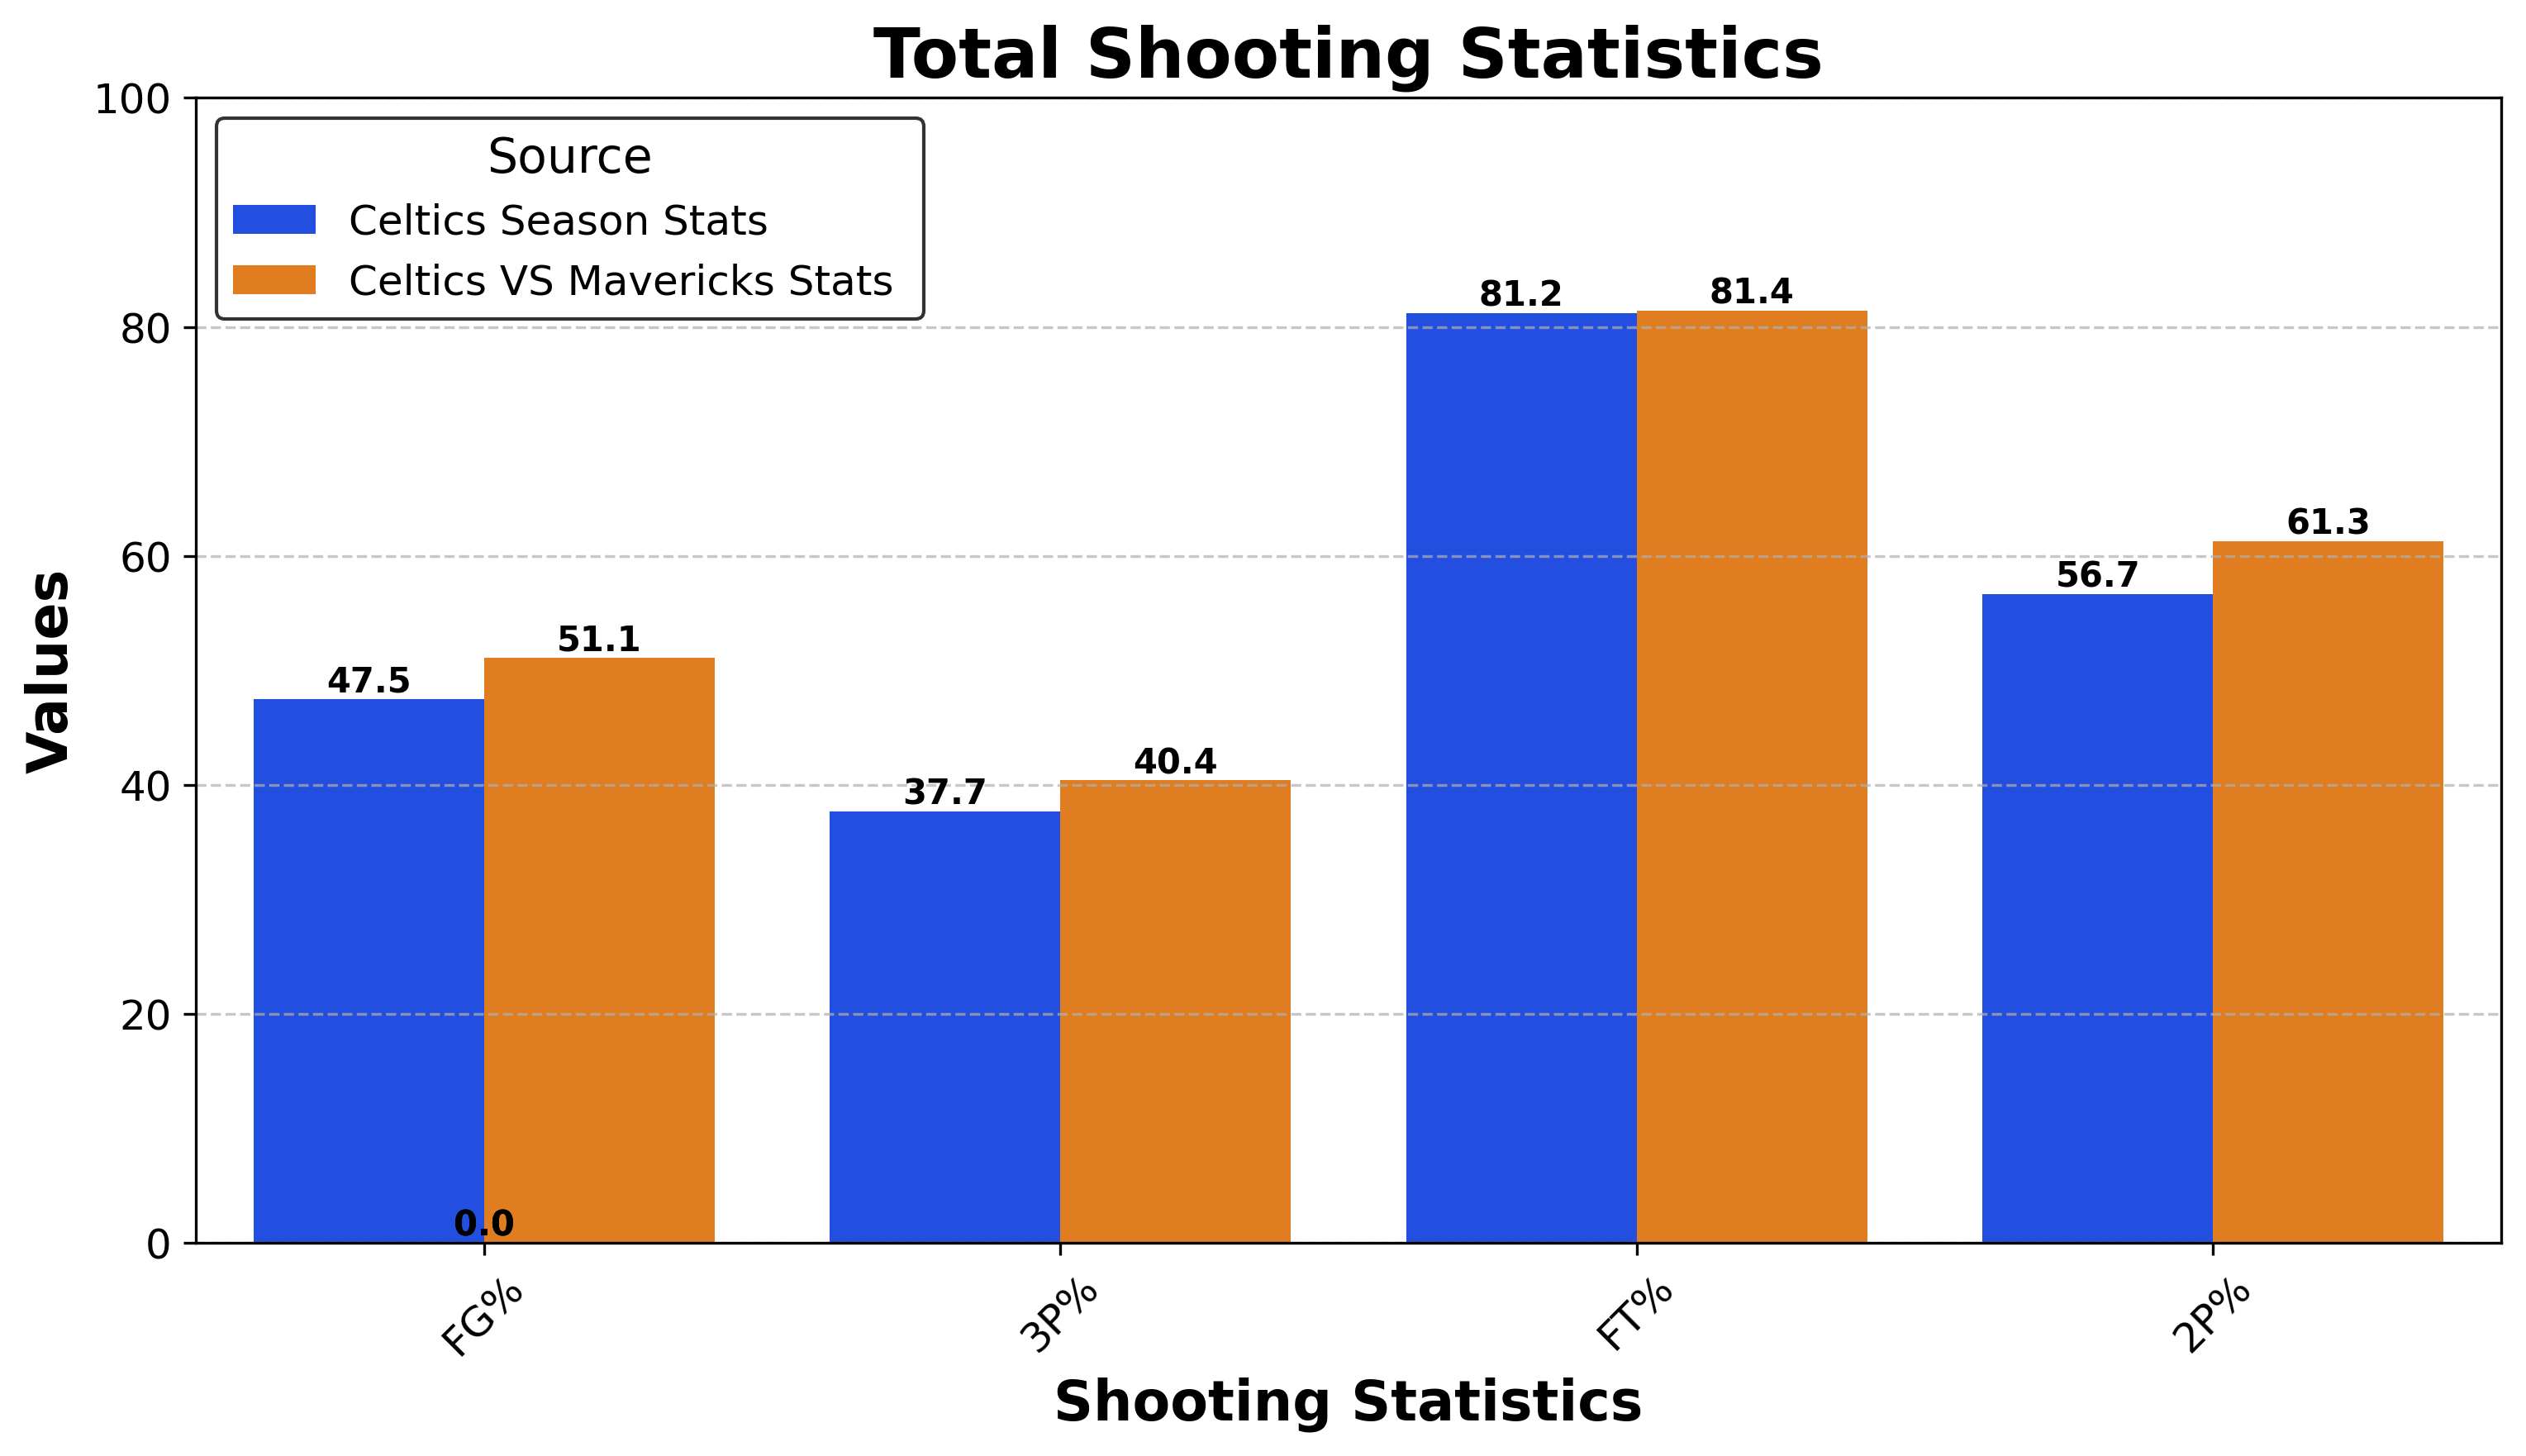 Total Shooting Statistics
100
80
60
40
20
0
Values
Source
Celtics Season Stats
Celtics VS Mavericks Stats
47.5
51.1
37.7
40.4
81.2
81.4
56.7
61.3
0.0
FG%
3P%
FT%
2P%
Shooting Statistics